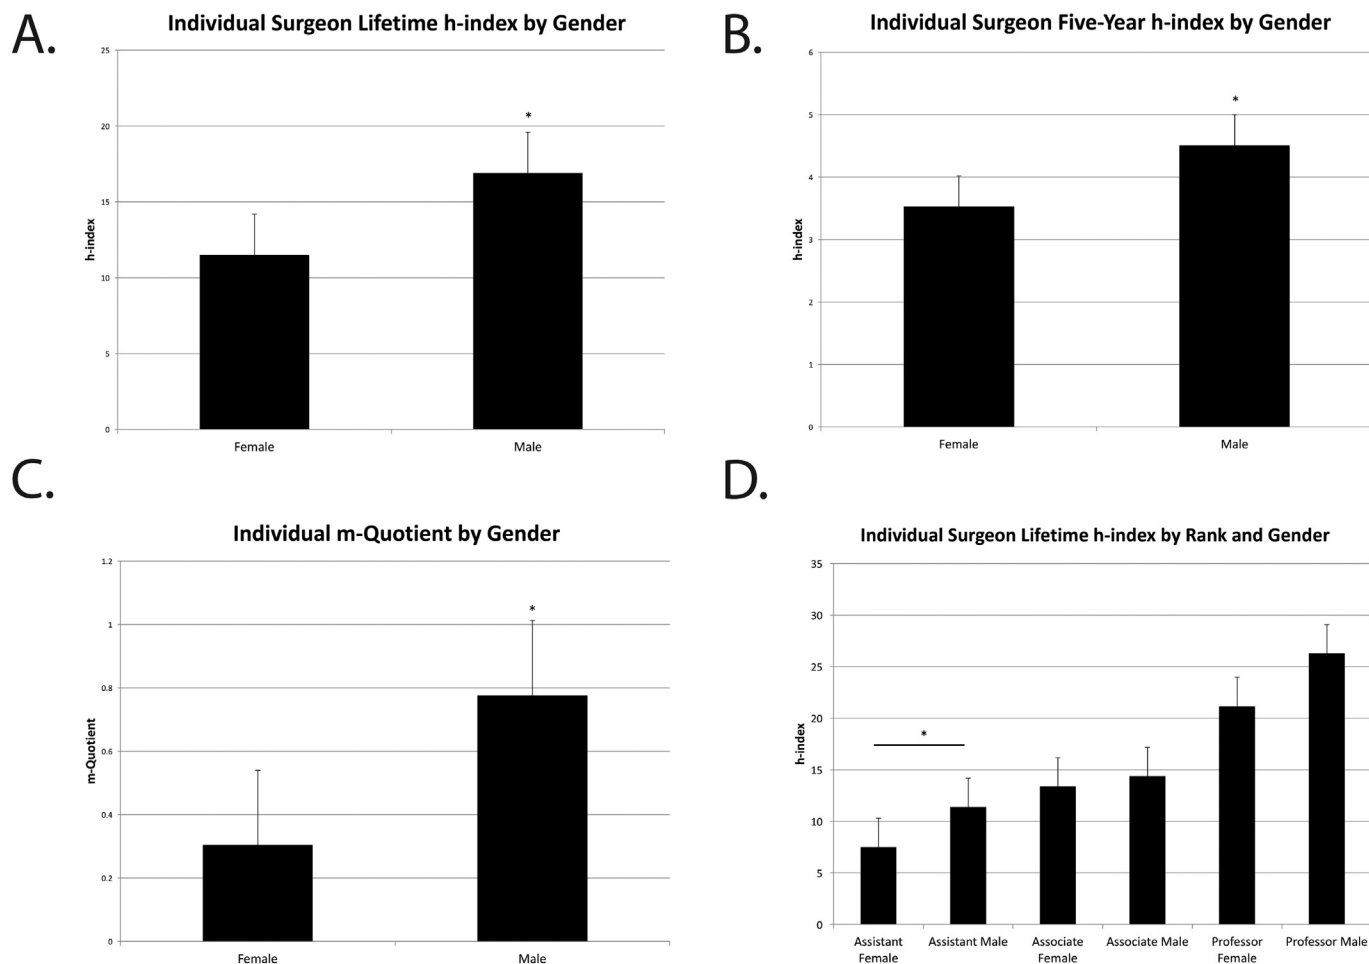 A.
Individual Surgeon Lifetime h-index by Gender
25
20
15
10
5
0
h-index
*
Female
Male
B.
Individual Surgeon Five-Year h-index by Gender
6
5
4
3
2
1
0
h-index
*
Female
Male
C.
Individual m-Quotient by Gender
1.2
1
0.8
0.6
0.4
0.2
0
m-Quotient
*
Female
Male
D.
Individual Surgeon Lifetime h-index by Rank and Gender
35
30
25
20
15
10
5
0
h-index
*
Assistant
Female
Assistant Male
Associate
Female
Associate Male
Professor
Female
Professor Male